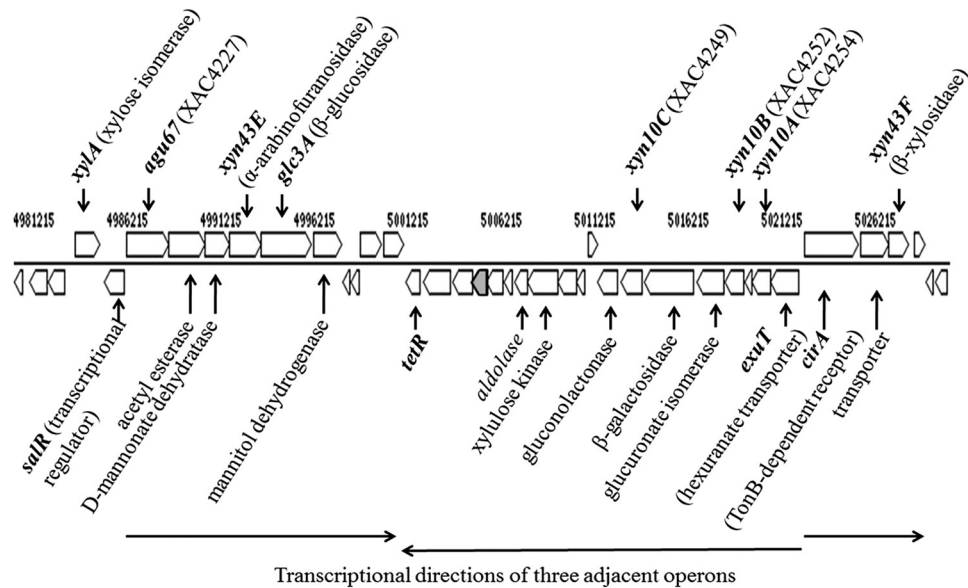 xylA (xylose isomerase)
agu67 (XAC4227)
xyn43E
(α-arabinofuranosidase)
glc3A (β-glucosidase)
xyn10C (XAC4249)
xyn10B (XAC4252)
xyn10A (XAC4254)
xyn43F
(β-xylosidase)
4981215 4986215 4991215 4996215 5001215 5006215 5011215 5016215 5021215 5026215
salR (transcriptional
regulator)
acetyl esterase
D-mannonate dehydratase
mannitol dehydrogenase
tetR
aldolase
xylulose kinase
gluconolactonase
β-galactosidase
glucuronate isomerase
exuT
(hexuranate transporter)
cirA
(TonB-dependent receptor)
transporter
Transcriptional directions of three adjacent operons